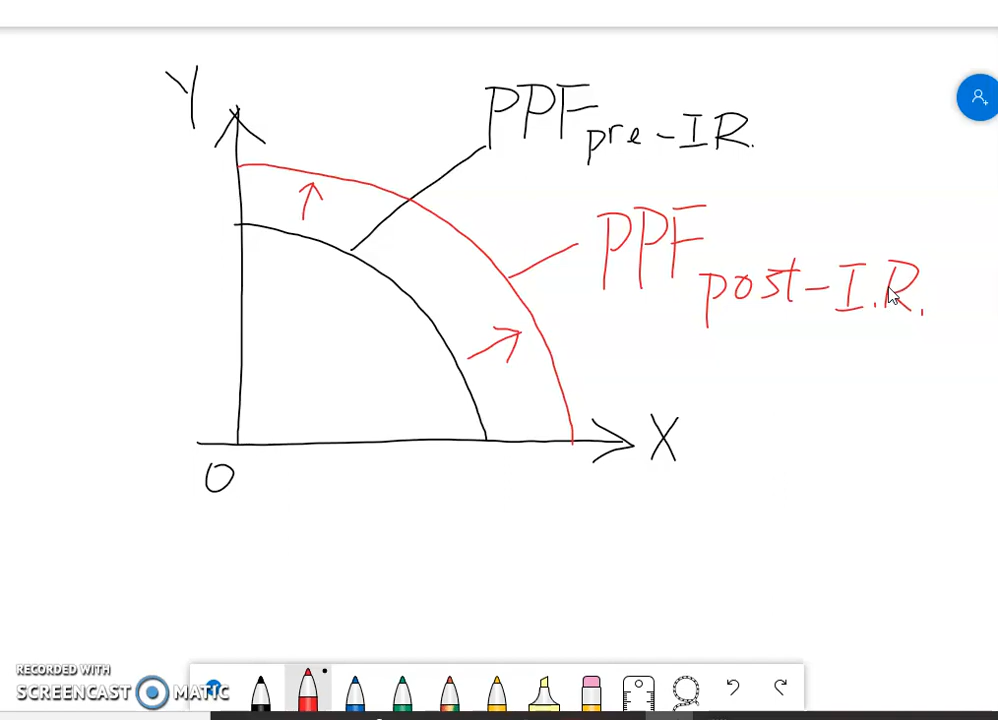 Y
PPF pre-I R.
PPF post-I.R.
X
O
RECORDED WITH
SCREENCAST MATIC